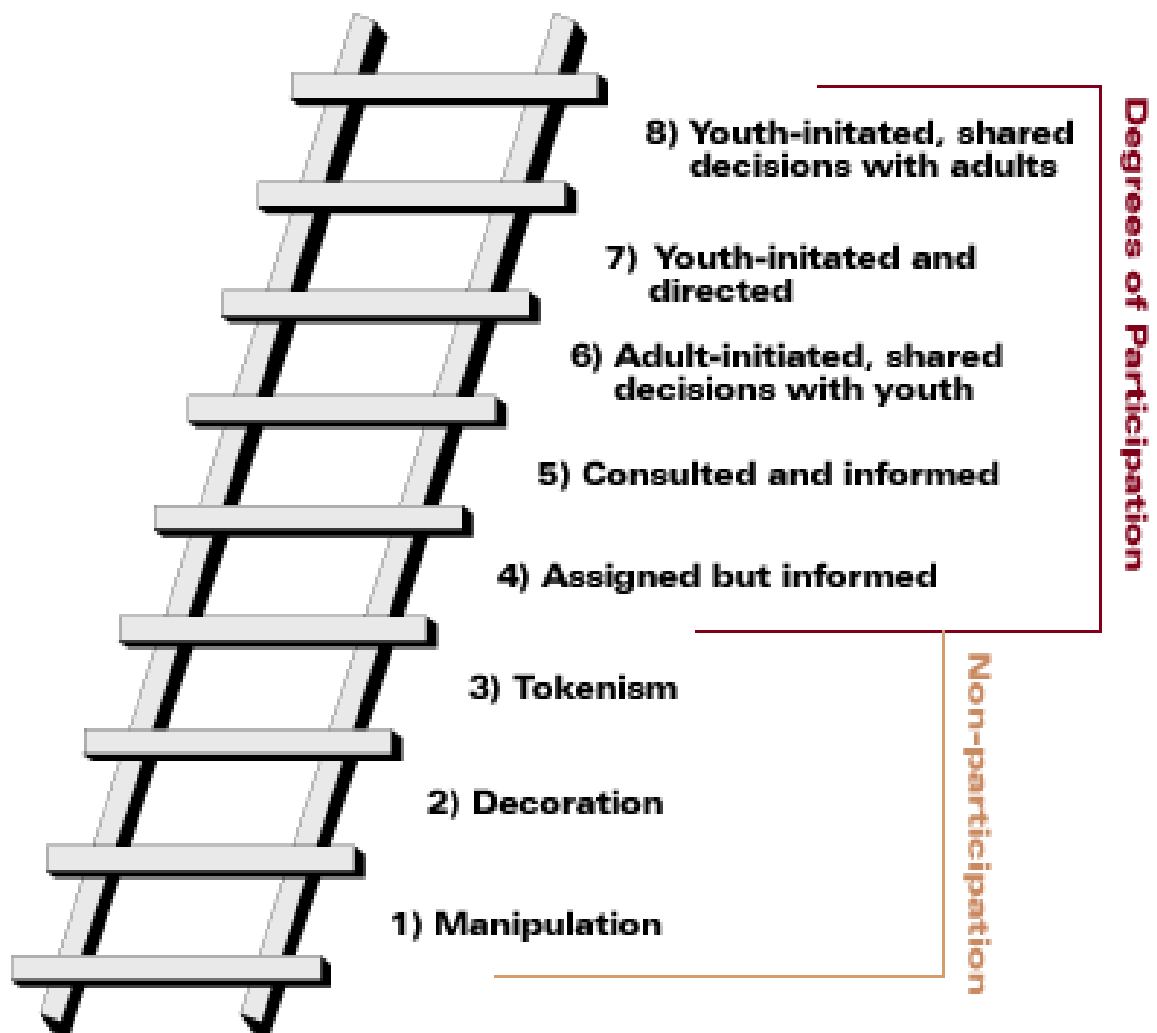 8) Youth-initated, shared
decisions with adults
7) Youth-initated and
directed
6) Adult-initiated, shared
decisions with youth
5) Consulted and informed
4) Assigned but informed
3) Tokenism
2) Decoration
1) Manipulation
Degrees of Participation
Non-participation